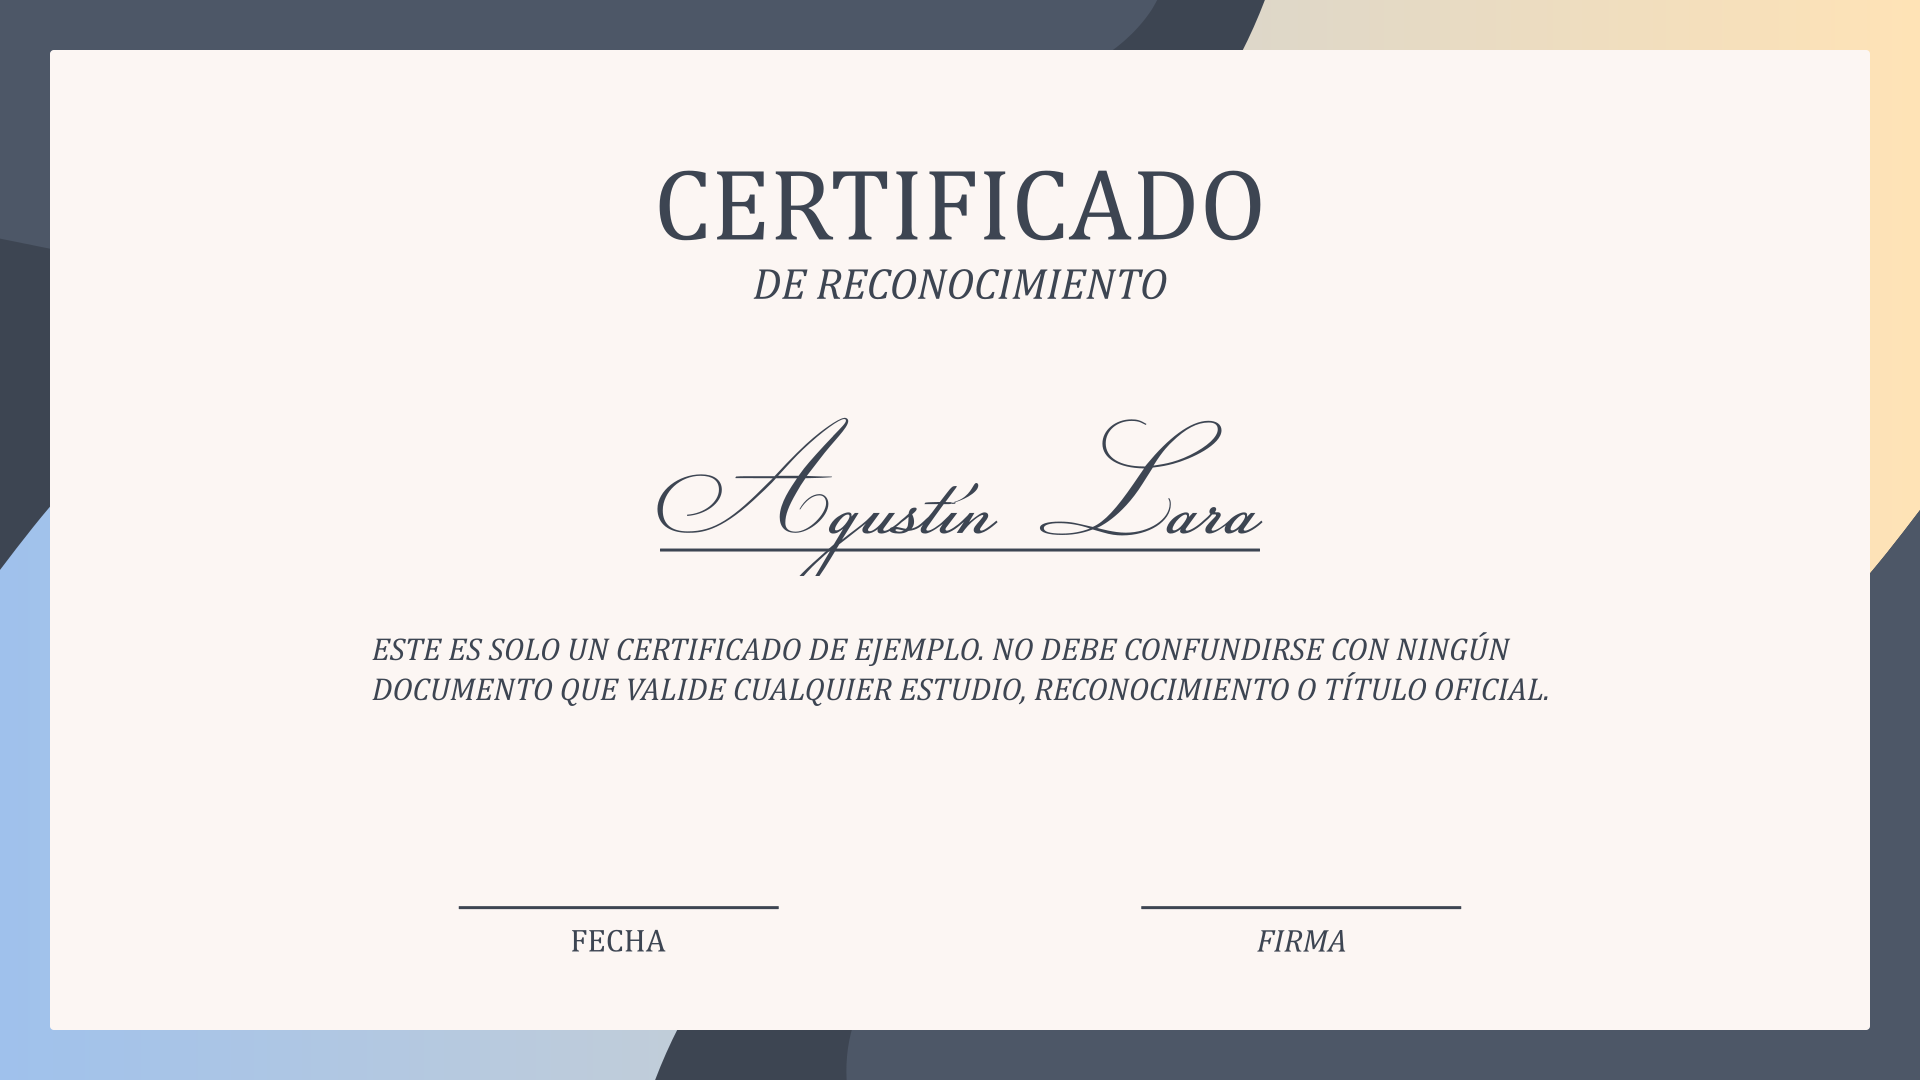 CERTIFICADO
DE RECONOCIMIENTO
Agustín Lara
ESTE ES SOLO UN CERTIFICADO DE EJEMPLO. NO DEBE CONFUNDIRSE CON NINGÚN
DOCUMENTO QUE VALIDE CUALQUIER ESTUDIO, RECONOCIMIENTO O TÍTULO OFICIAL.
FECHA
FIRMA